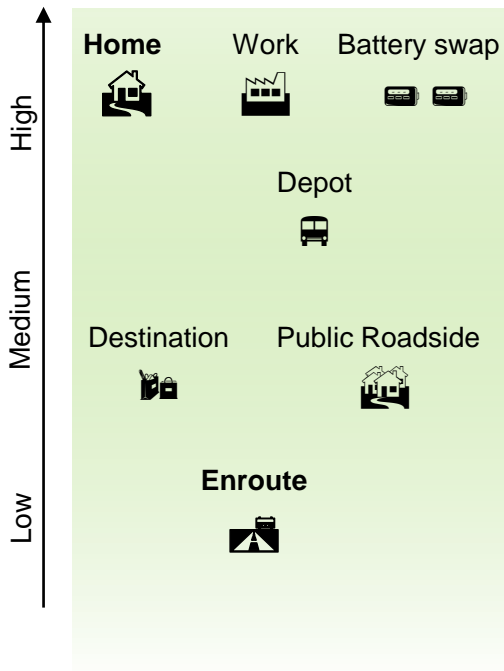 Home Work Battery swap
High
Depot
Medium
Destination Public Roadside
Enroute
Low